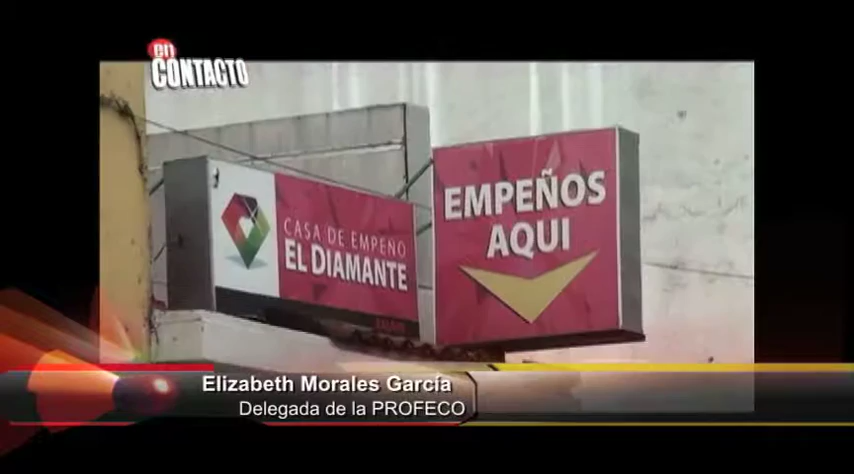 en
CONTACTO
CASA DE EMPEÑO
EL DIAMANTE
EMPEÑOS
AQUI
Elizabeth Morales García
Delegada de la PROFECO